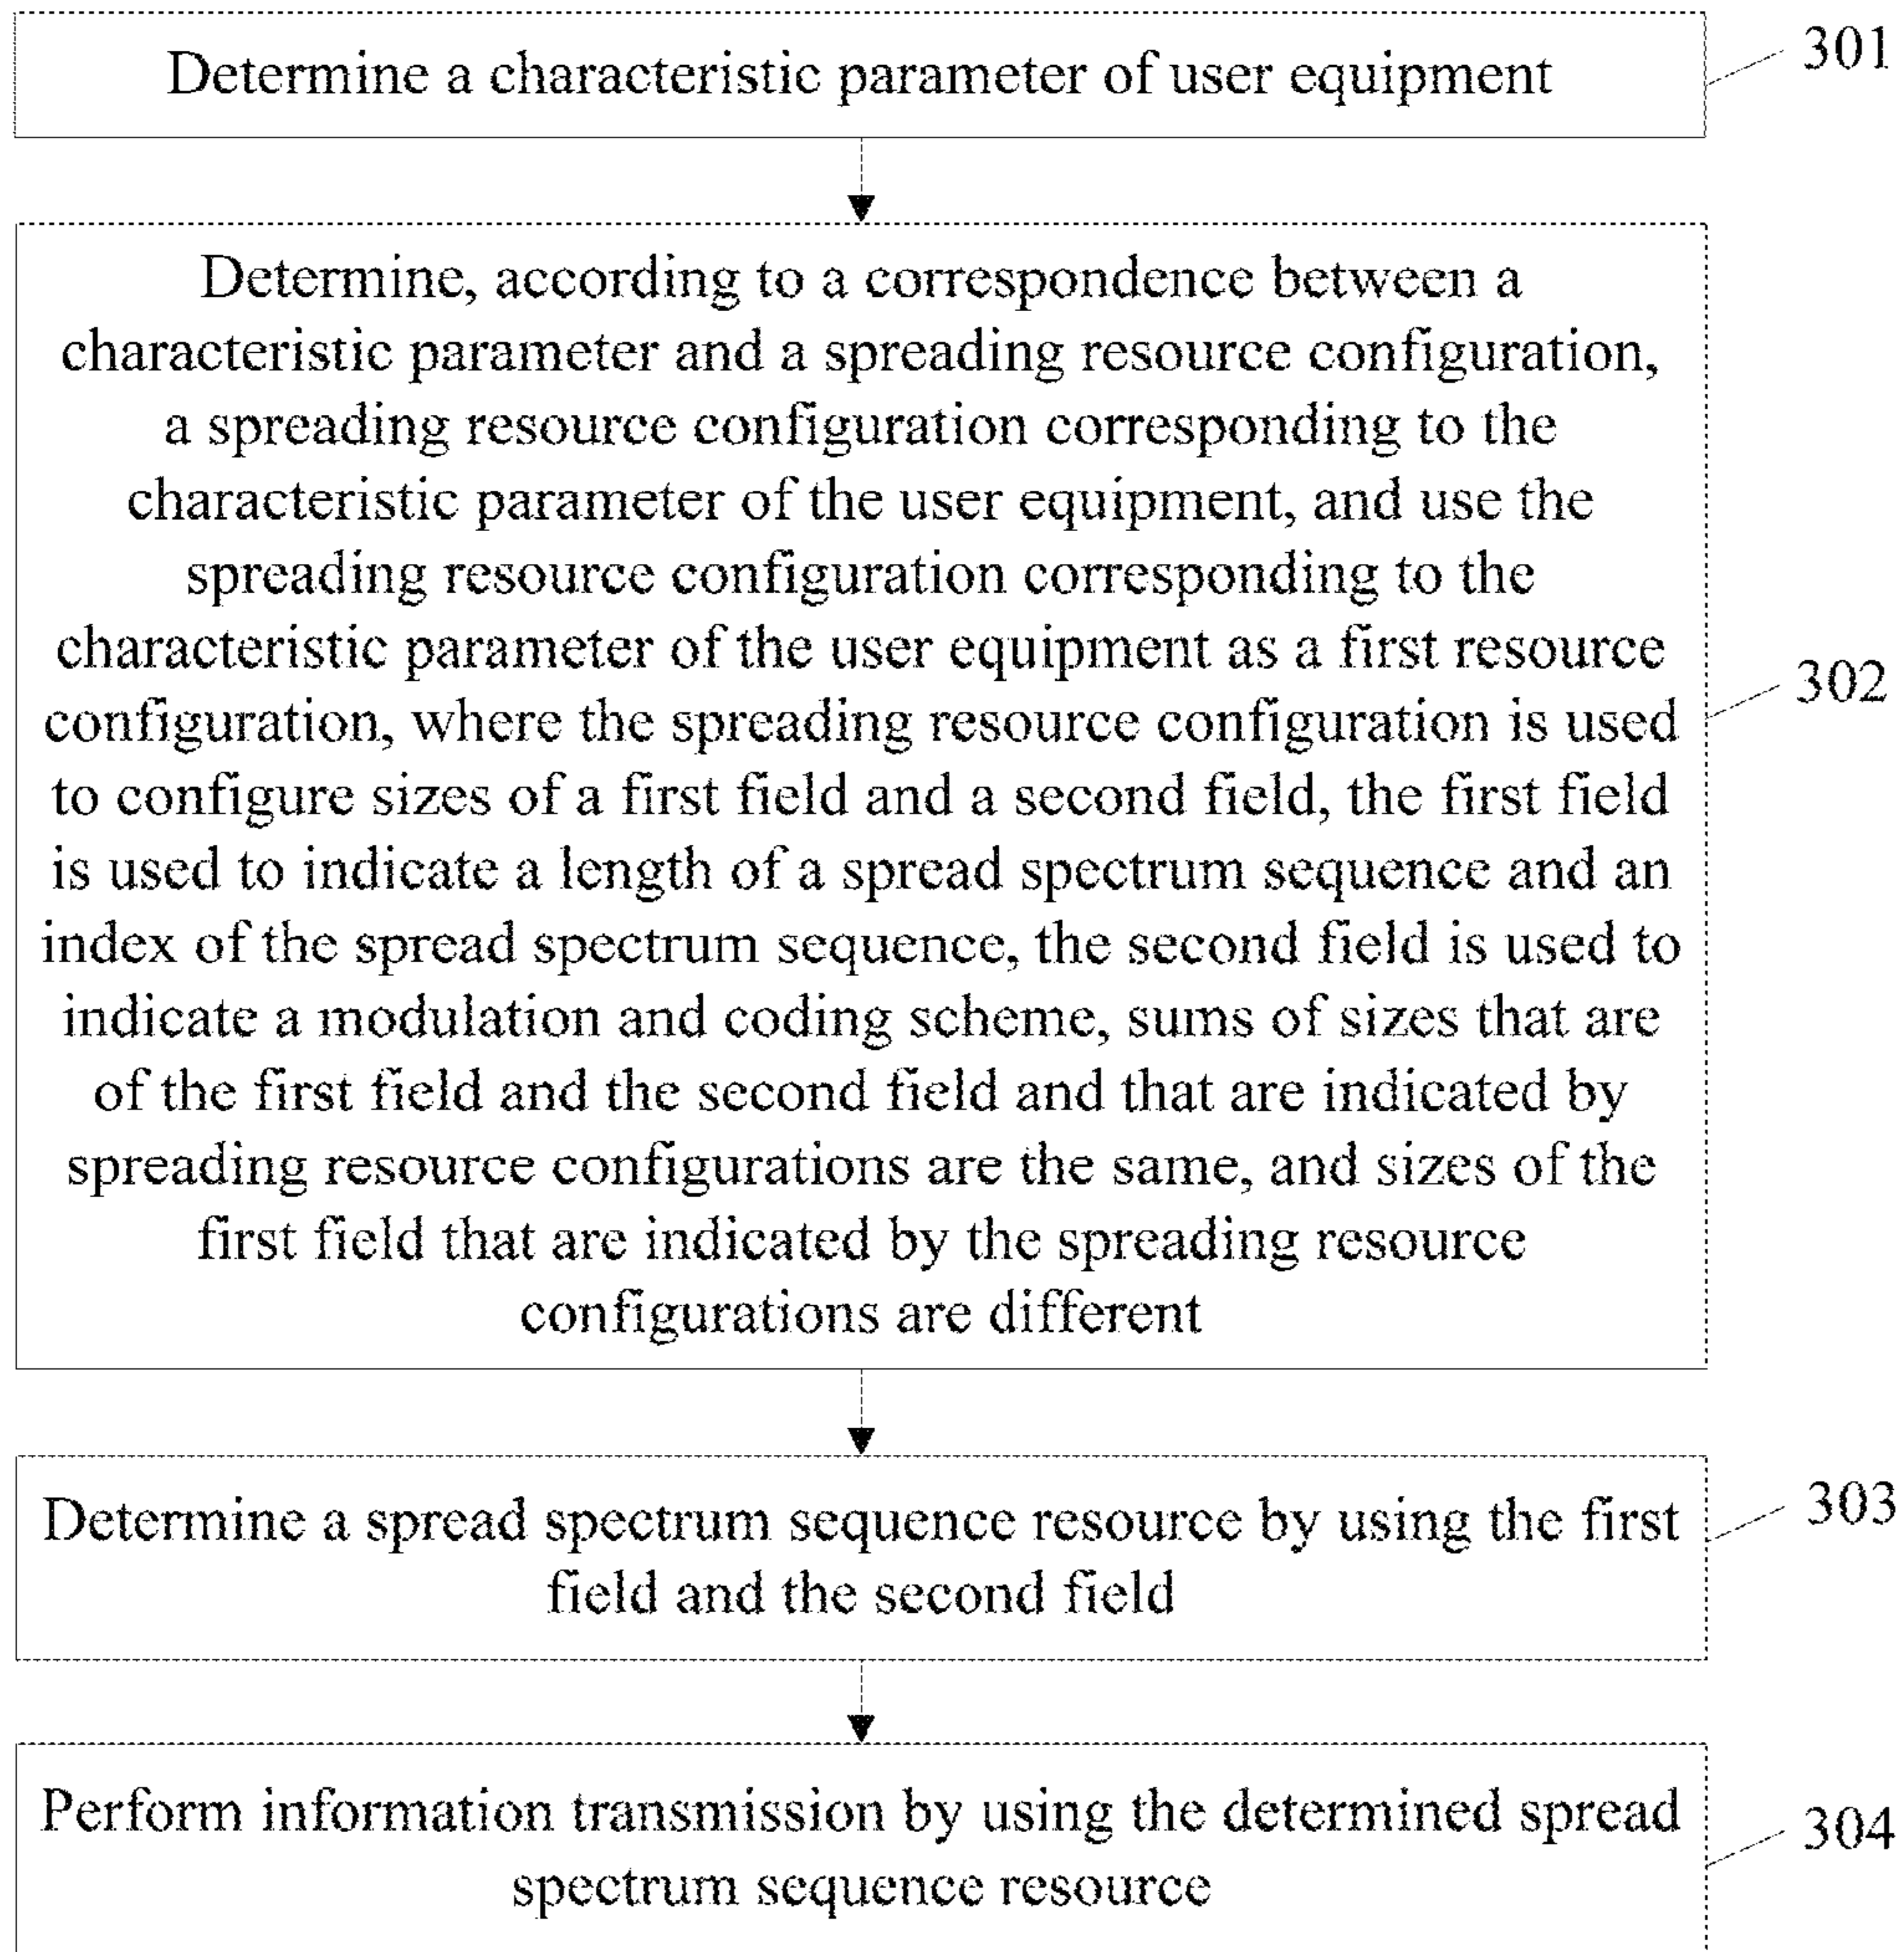 Determine a characteristic parameter of user equipment
301
Determine, according to a correspondence between a
characteristic parameter and a spreading resource configuration,
a spreading resource configuration corresponding to the
characteristic parameter of the user equipment, and use the
spreading resource configuration corresponding to the
characteristic parameter of the user equipment as a first resource
configuration, where the spreading resource configuration is used
to configure sizes of a first field and a second field, the first field
is used to indicate a length of a spread spectrum sequence and an
index of the spread spectrum sequence, the second field is used to
indicate a modulation and coding scheme, sums of sizes that are
of the first field and the second field and that are indicated by
spreading resource configurations are the same, and sizes of the
first field that are indicated by the spreading resource
configurations are different
302
Determine a spread spectrum sequence resource by using the first
field and the second field
303
Perform information transmission by using the determined spread
spectrum sequence resource
304